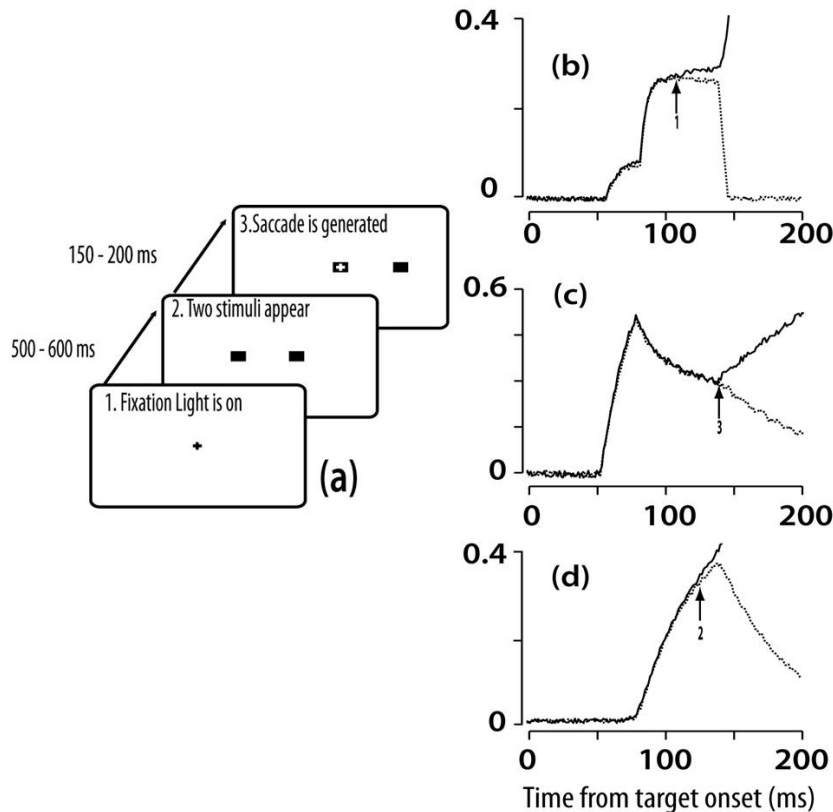 3.Saccade is generated
150 - 200 ms
2. Two stimuli appear
500 - 600 ms
1. Fixation Light is on
(a)
0.4
(b)
1
0
0 100 200
0.6
(c)
3
0
0 100 200
0.4
(d)
2
0
0 100 200
Time from target onset (ms)